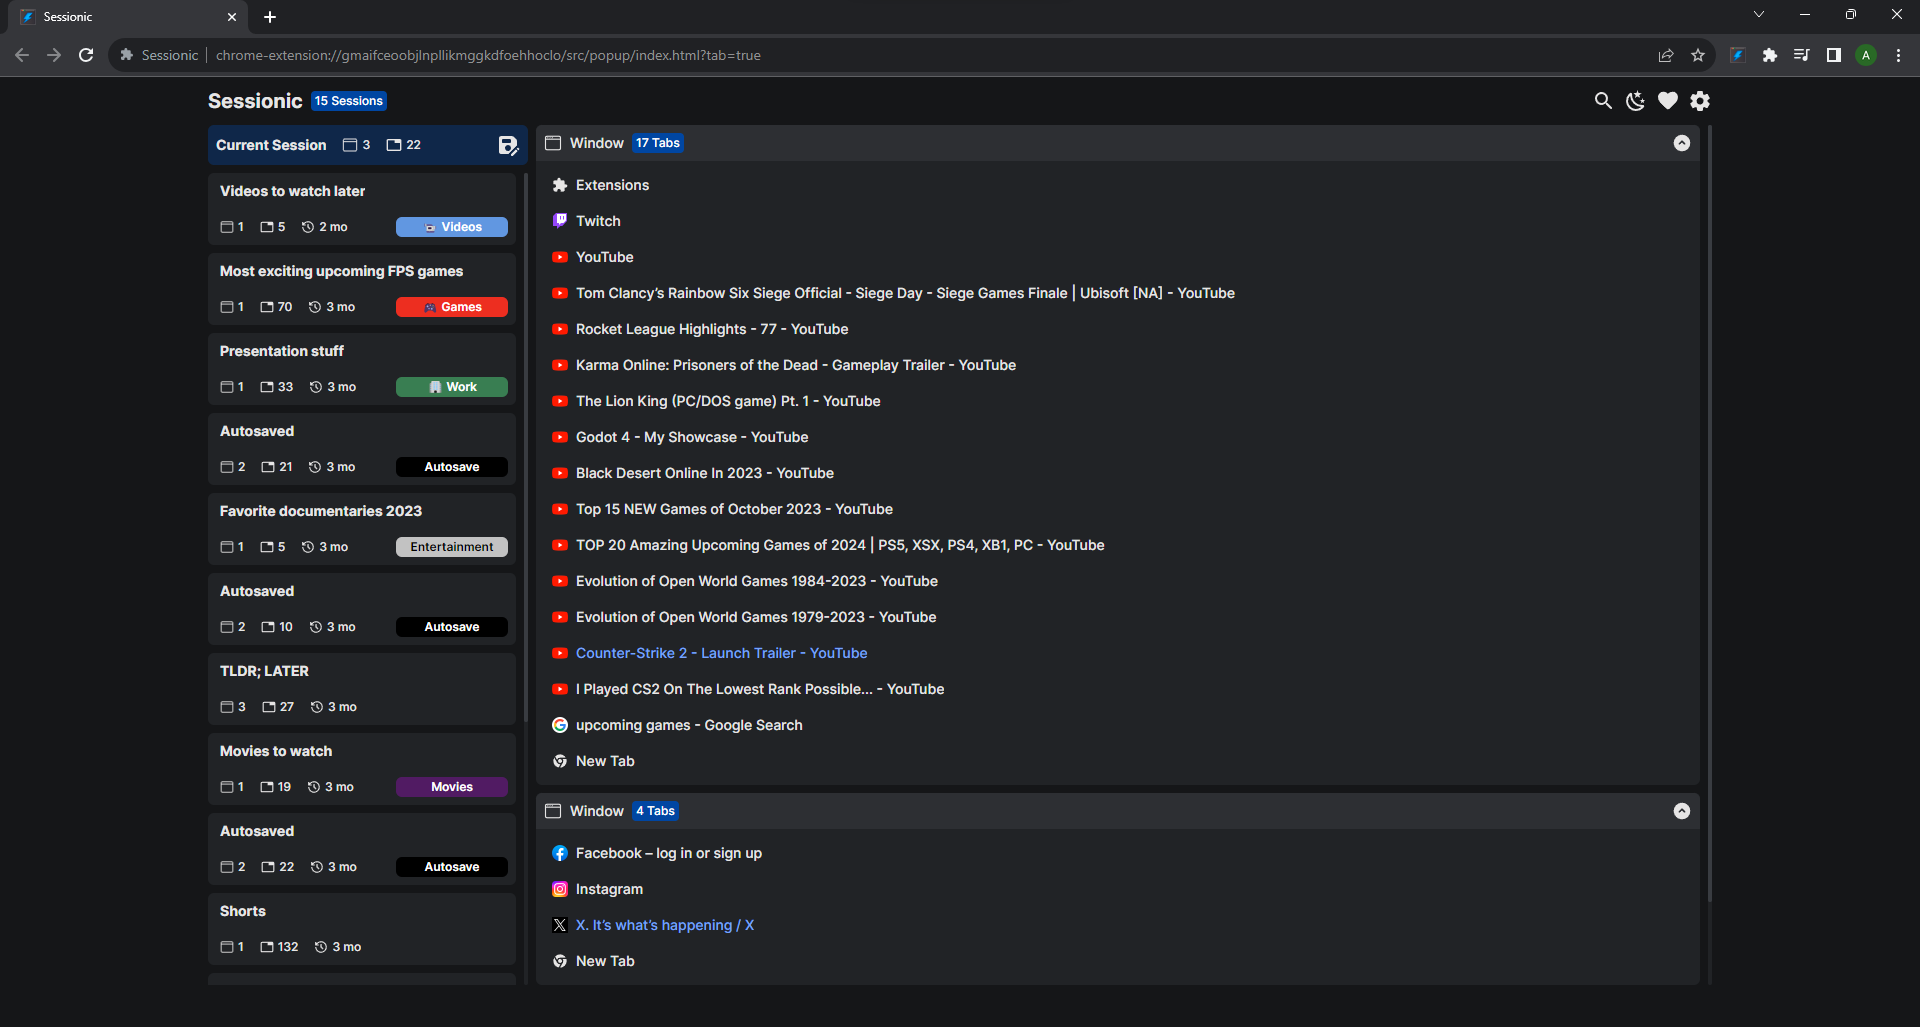 Sessionic
Sessionic | chrome-extension://gmaifceoobjlnpllikmggkdfoehhoclo/src/popup/index.html?tab=true
A
Sessionic 15 Sessions
Current Session 3 22
Videos to watch later
1 5 2 mo Videos
Most exciting upcoming FPS games
1 70 3 mo Games
Presentation stuff
1 33 3 mo Work
Autosaved
2 21 3 mo Autosave
Favorite documentaries 2023
1 5 3 mo Entertainment
Autosaved
2 10 3 mo Autosave
TLDR; LATER
3 27 3 mo
Movies to watch
1 19 3 mo Movies
Autosaved
2 22 3 mo Autosave
Shorts
1 132 3 mo
Window 17 Tabs
Extensions
Twitch
YouTube
Tom Clancy's Rainbow Six Siege Official - Siege Day - Siege Games Finale | Ubisoft [NA] - YouTube
Rocket League Highlights - 77 - YouTube
Karma Online: Prisoners of the Dead - Gameplay Trailer - YouTube
The Lion King (PC/DOS game) Pt. 1 - YouTube
Godot 4 - My Showcase - YouTube
Black Desert Online In 2023 - YouTube
Top 15 NEW Games of October 2023 - YouTube
TOP 20 Amazing Upcoming Games of 2024 | PS5, XSX, PS4, XB1, PC - YouTube
Evolution of Open World Games 1984-2023 - YouTube
Evolution of Open World Games 1979-2023 - YouTube
Counter-Strike 2 - Launch Trailer - YouTube
I Played CS2 On The Lowest Rank Possible... - YouTube
upcoming games - Google Search
New Tab
Window 4 Tabs
Facebook – log in or sign up
Instagram
X. It's what's happening / X
New Tab